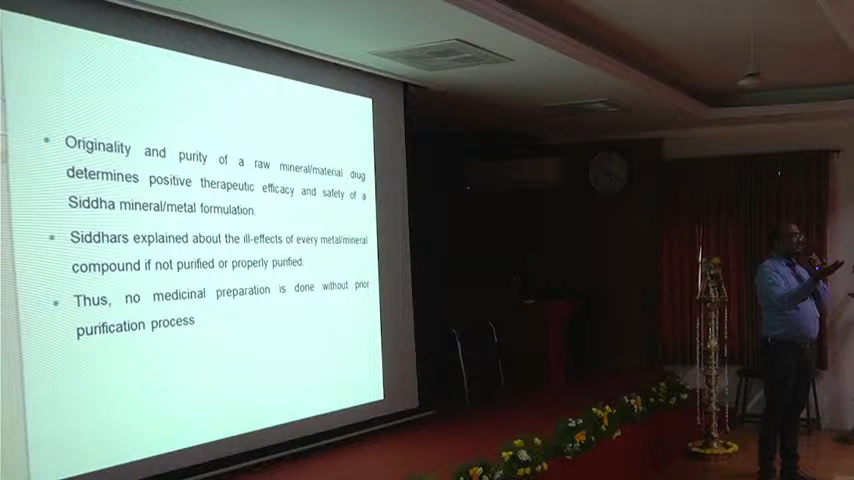 Originality and purity of a raw mineral/material drug
determines positive therapeutic efficacy and safety of a
Siddha mineral/metal formulation.
Siddhars explained about the ill-effects of every metal/mineral
compound if not purified or properly purified.
Thus, no medicinal preparation is done without prior
purification process